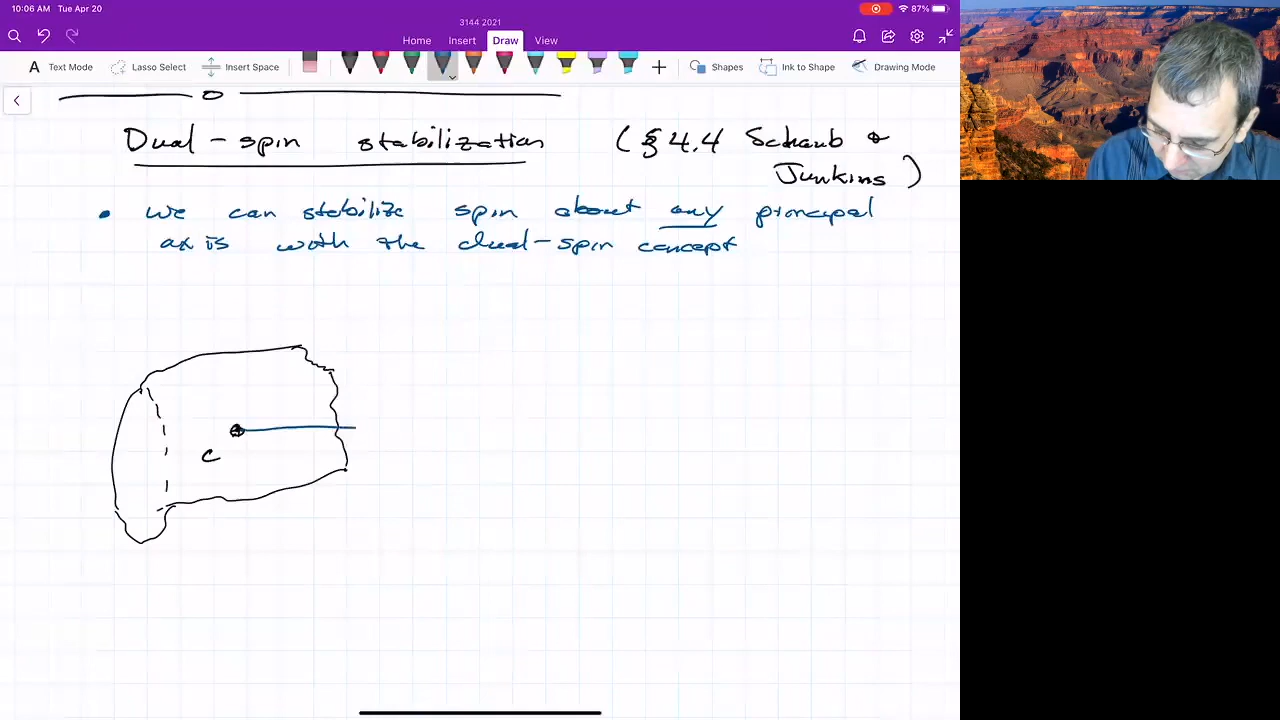 10:06 AM Tue Apr 20
87%
3144 2021
Home Insert Draw View
A Text Mode Lasso Select Insert Space Shapes Ink to Shape Drawing Mode
Dual-spin stabilization (§ 4.4 Schaub &
Junkins)
• we can stabilize spin about any principal
axis with the dual-spin concept
C